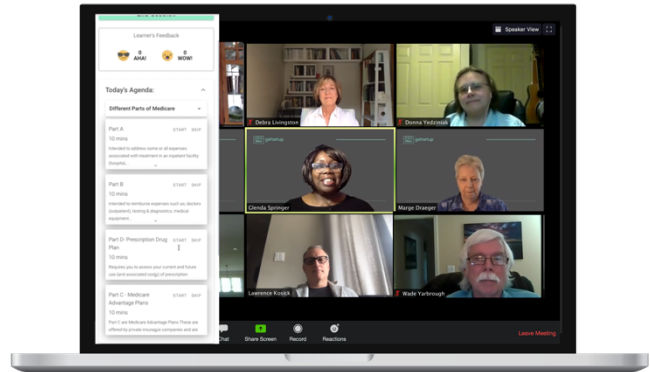 Learner's Feedback
0
AHA!
0
WOW!
Today's Agenda:
Different Parts of Medicare
Part A START SKIP
10 mins
Intended to address some or all expenses
associated with treatment in an inpatient facility
(hospital...
Part B START SKIP
10 mins
Intended to reimburse expenses such as; doctors
(outpatient), testing & diagnostics; medical
equipment...
Part D- Prescription Drug START SKIP
Plan
10 mins
Requires you to assess your current and future
use (and associated costs) of prescription
Part C - Medicare START SKIP
Advantage Plans
10 mins
Part C are Medicare Advantage Plans These are
offered by private insurance companies and are
Speaker View
Debra Livingston
Donna Yedziniak
getsetup
Glenda Springer
getsetup
Marge Draeger
Lawrence Kosick
Wade Yarbrough
Chat
Share Screen
Record
Reactions
Leave Meeting